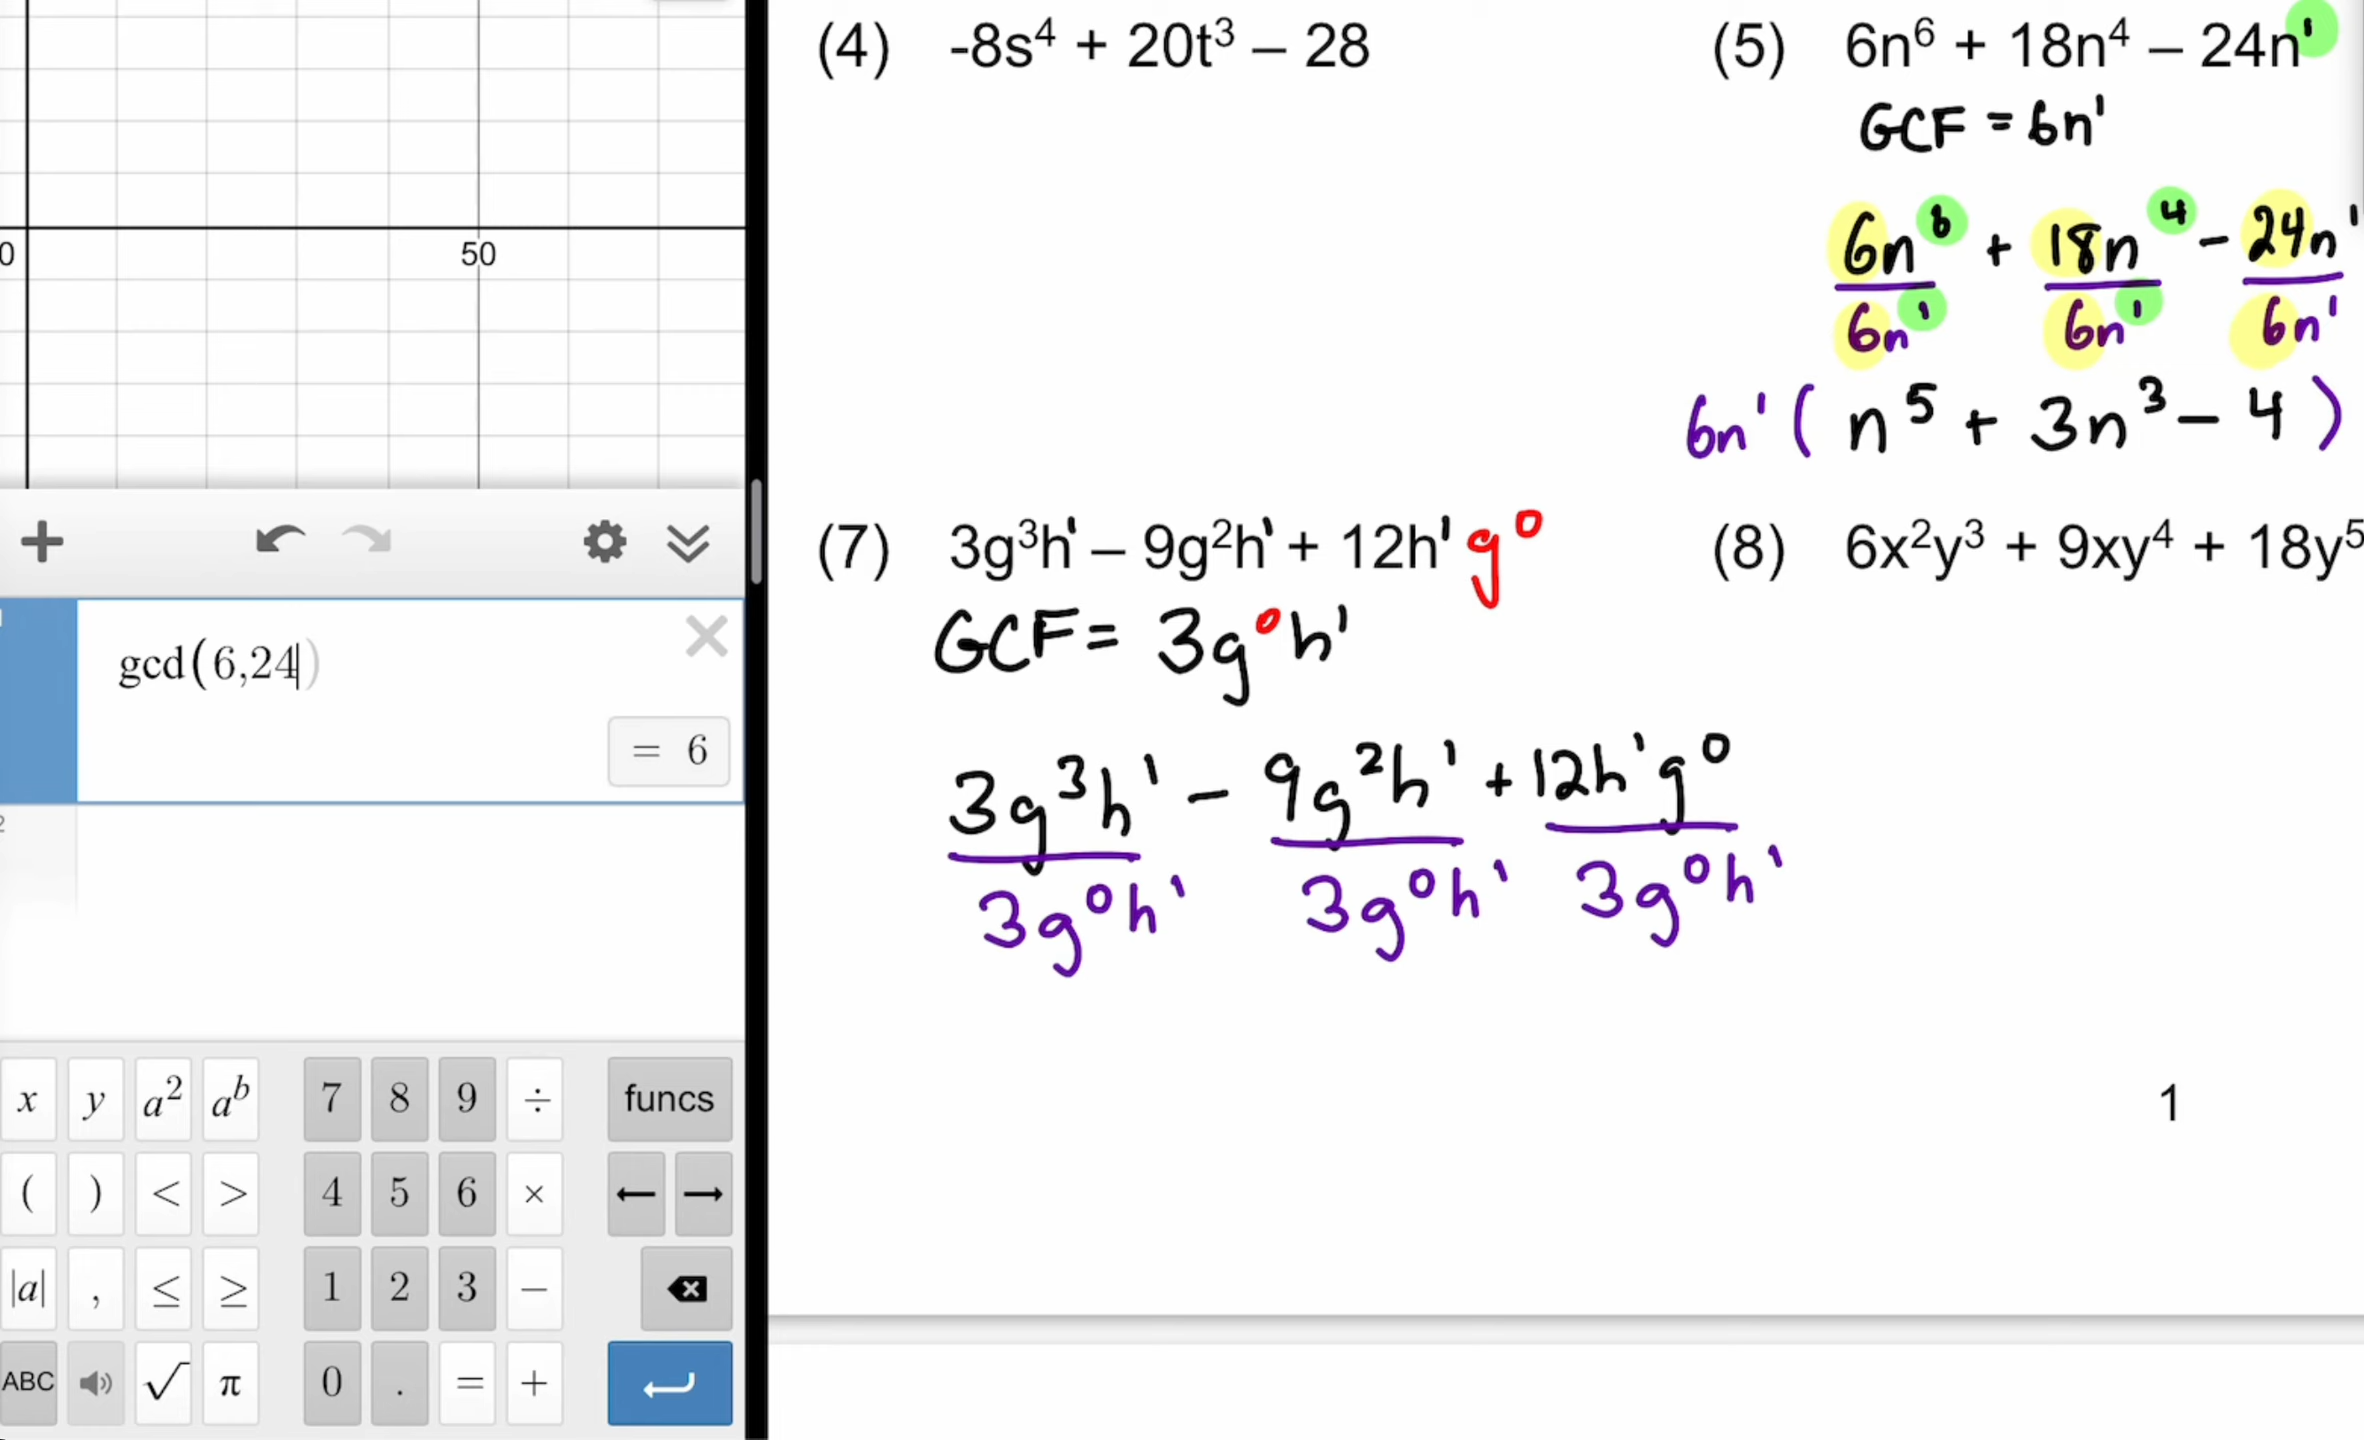 0 50
gcd(6,24)
= 6
2
x y a² aᵇ 7 8 9 ÷ funcs
( ) < > 4 5 6 × ← →
|a| , ≤ ≥ 1 2 3 −
ABC √ π 0 . = +
(4) -8s⁴ + 20t³ – 28
(5) 6n⁶ + 18n⁴ – 24n¹
GCF = 6n¹
6n⁶ + 18n⁴ - 24n¹
6n¹ 6n¹ 6n¹
6n¹( n⁵ + 3n³ - 4 )
(7) 3g³h¹ – 9g²h¹ + 12h¹g⁰
GCF = 3g⁰h¹
3g³h¹ - 9g²h¹ + 12h¹g⁰
3g⁰h¹ 3g⁰h¹ 3g⁰h¹
(8) 6x²y³ + 9xy⁴ + 18y⁵
1